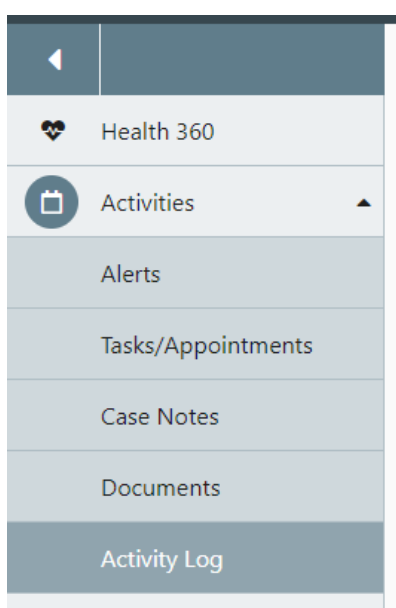 Health 360
Activities
Alerts
Tasks/Appointments
Case Notes
Documents
Activity Log